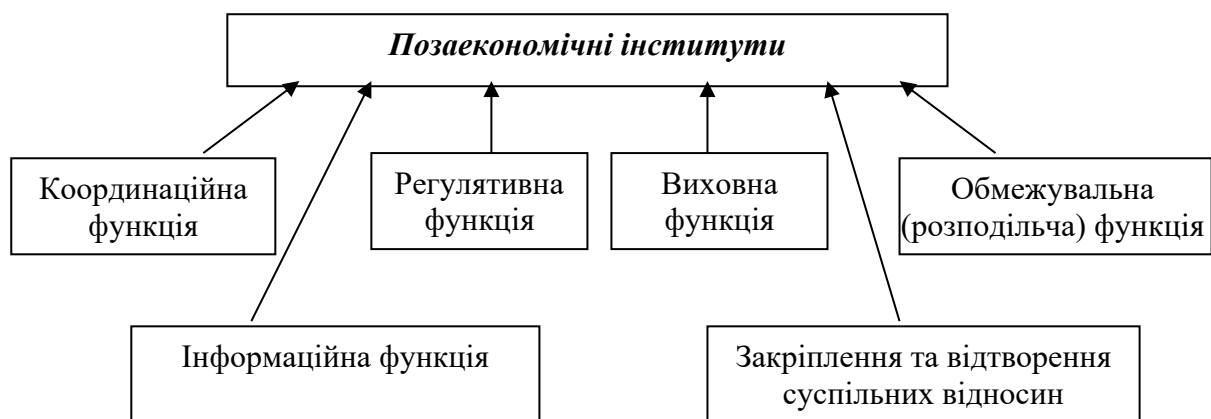 Позаекономічні інститути
Координаційна
функція
Регулятивна
функція
Виховна
функція
Обмежувальна
(розподільча) функція
Інформаційна функція
Закріплення та відтворення
суспільних відносин